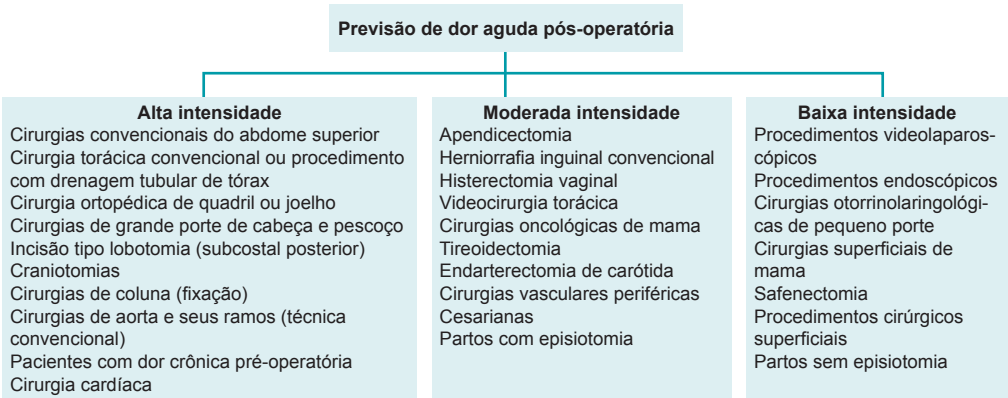 Previsão de dor aguda pós-operatória
Alta intensidade
Cirurgias convencionais do abdome superior
Cirurgia torácica convencional ou procedimento
com drenagem tubular de tórax
Cirurgia ortopédica de quadril ou joelho
Cirurgias de grande porte de cabeça e pescoço
Incisão tipo lobotomia (subcostal posterior)
Craniotomias
Cirurgias de coluna (fixação)
Cirurgias de aorta e seus ramos (técnica
convencional)
Pacientes com dor crônica pré-operatória
Cirurgia cardíaca
Moderada intensidade
Apendicectomia
Herniorrafia inguinal convencional
Histerectomia vaginal
Videocirurgia torácica
Cirurgias oncológicas de mama
Tireoidectomia
Endarterectomia de carótida
Cirurgias vasculares periféricas
Cesarianas
Partos com episiotomia
Baixa intensidade
Procedimentos videolaparos-
cópicos
Procedimentos endoscópicos
Cirurgias otorrinolaringológi-
cas de pequeno porte
Cirurgias superficiais de
mama
Safenectomia
Procedimentos cirúrgicos
superficiais
Partos sem episiotomia